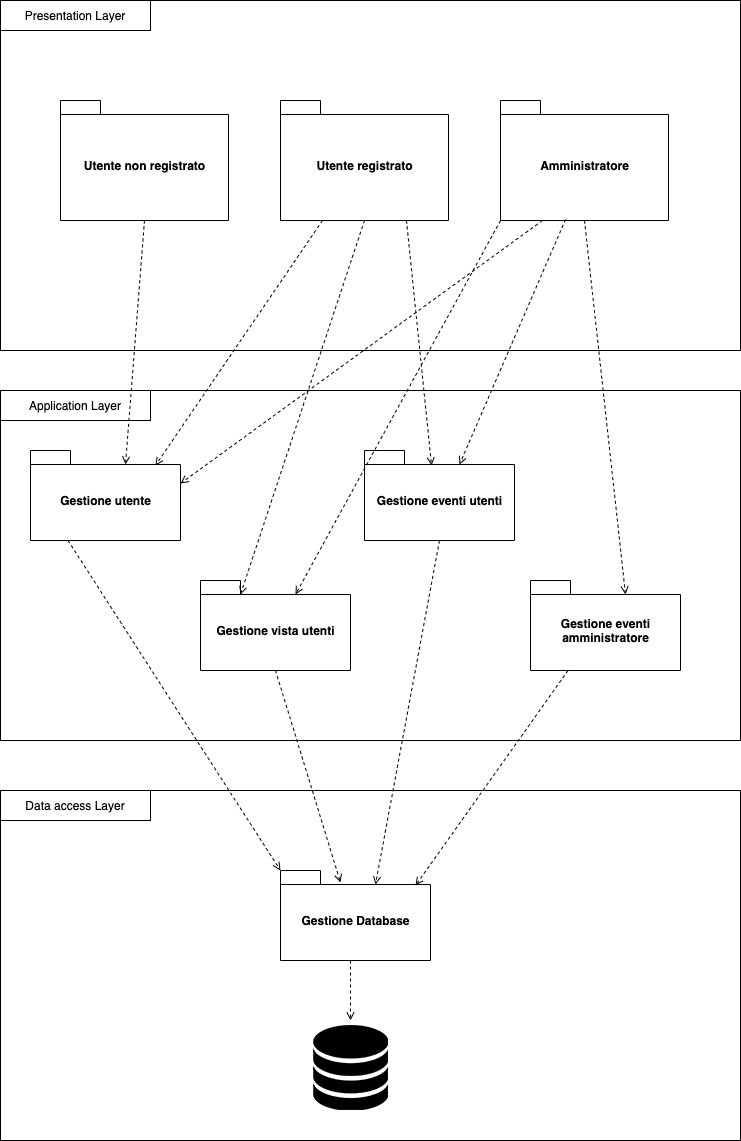 Presentation Layer
Utente non registrato
Utente registrato
Amministratore
Application Layer
Gestione utente
Gestione eventi utenti
Gestione vista utenti
Gestione eventi
amministratore
Data access Layer
Gestione Database